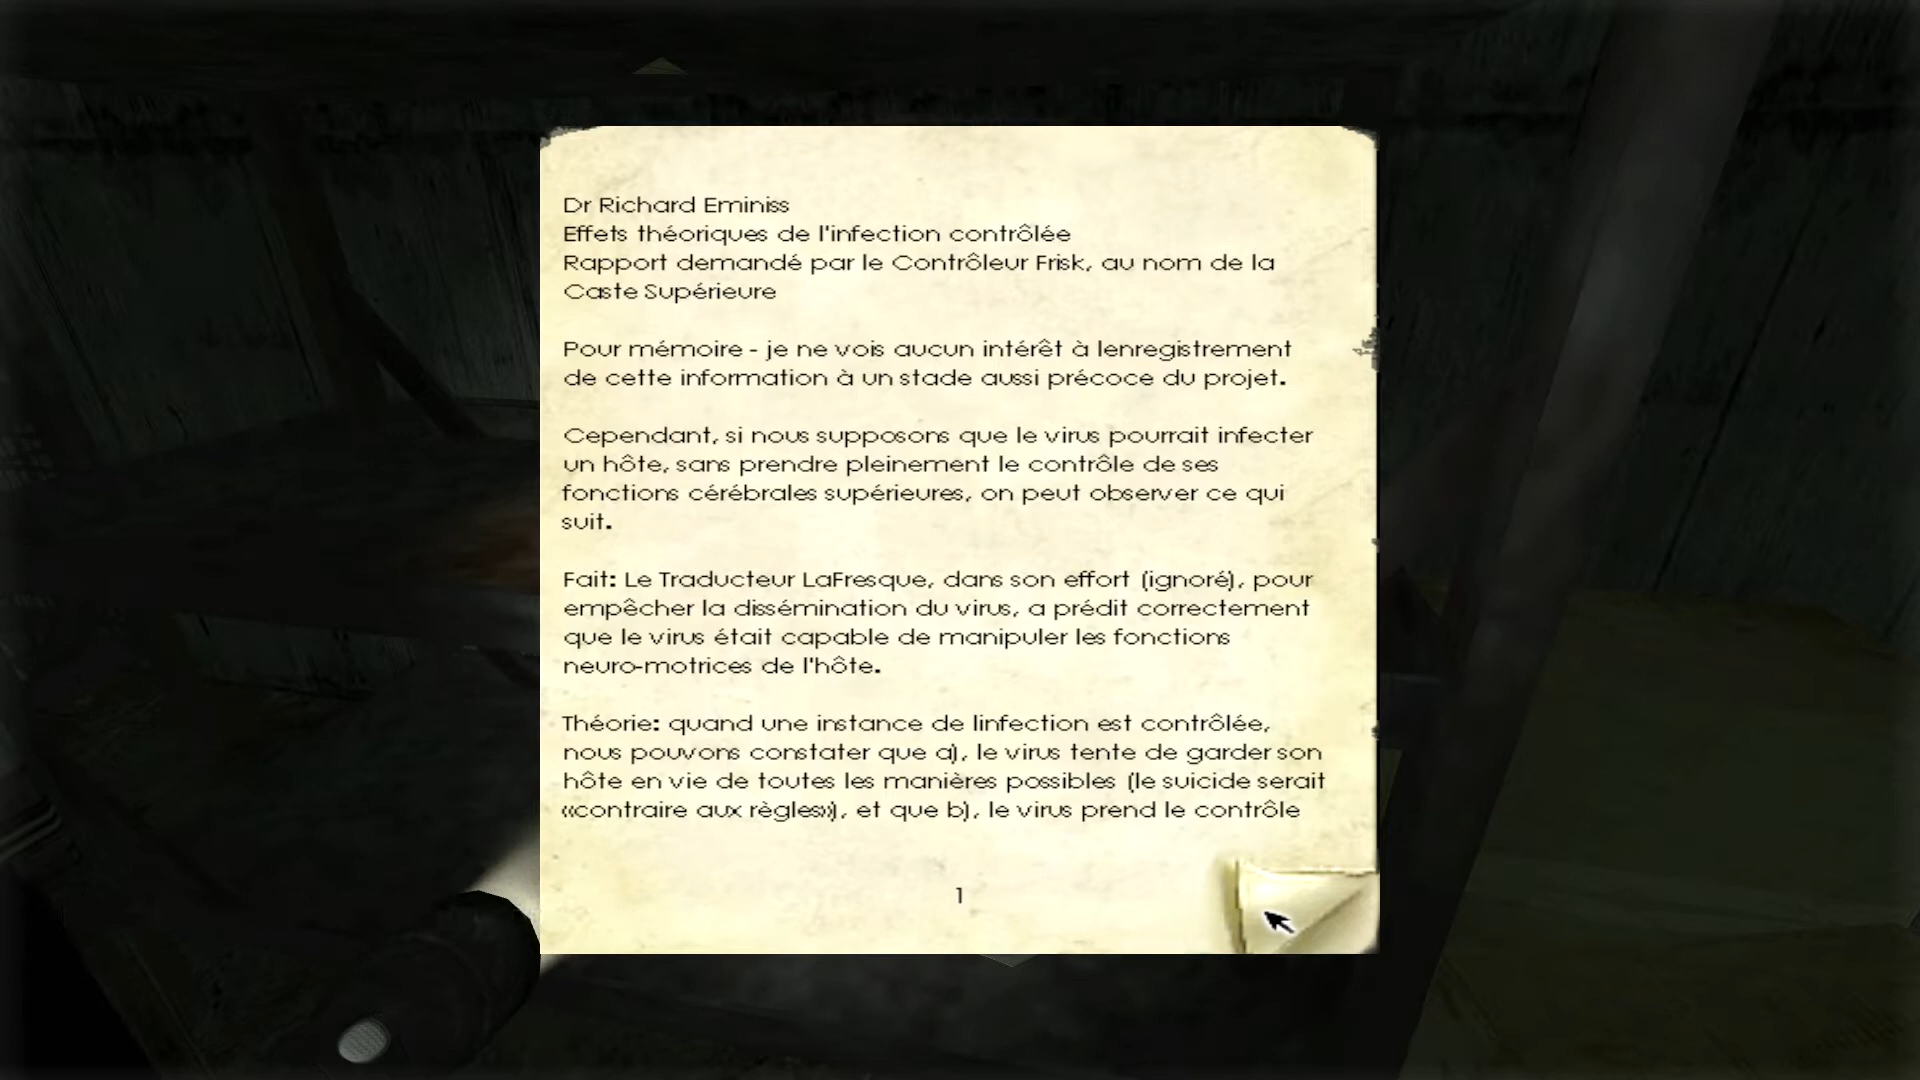 Dr Richard Eminiss
Effets théoriques de l'infection contrôlée
Rapport demandé par le Contrôleur Frisk, au nom de la
Caste Supérieure
Pour mémoire - je ne vois aucun intérêt à lenregistrement
de cette information à un stade aussi précoce du projet.
Cependant, si nous supposons que le virus pourrait infecter
un hôte, sans prendre pleinement le contrôle de ses
fonctions cérébrales supérieures, on peut observer ce qui
suit.
Fait: Le Traducteur LaFresque, dans son effort (ignoré), pour
empêcher la dissémination du virus, a prédit correctement
que le virus était capable de manipuler les fonctions
neuro-motrices de l'hôte.
Théorie: quand une instance de linfection est contrôlée,
nous pouvons constater que a), le virus tente de garder son
hôte en vie de toutes les manières possibles (le suicide serait
«contraire aux règles»), et que b), le virus prend le contrôle
1